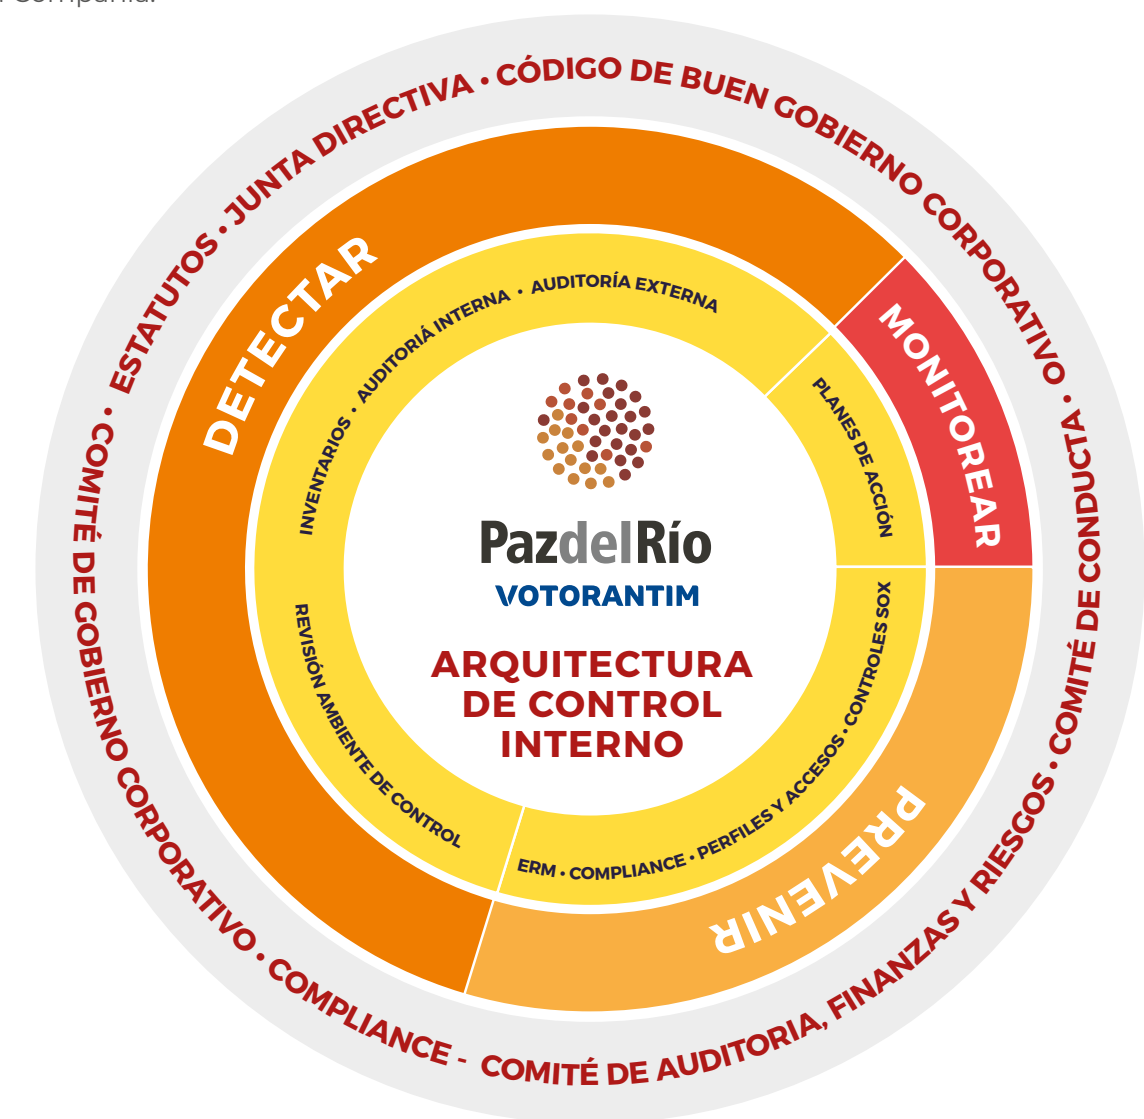 Compañía.
ESTATUTOS • JUNTA DIRECTIVA • CÓDIGO DE BUEN GOBIERNO CORPORATIVO •
COMITÉ DE GOBIERNO CORPORATIVO • COMPLIANCE - COMITÉ DE AUDITORIA, FINANZAS Y RIESGOS • COMITÉ DE CONDUCTA •
DETECTAR
MONITOREAR
PREVENIR
INVENTARIOS • AUDITORIÁ INTERNA • AUDITORÍA EXTERNA
PLANES DE ACCIÓN
REVISIÓN AMBIENTE DE CONTROL
ERM • COMPLIANCE • PERFILES Y ACCESOS • CONTROLES SOX
PazdelRío
VOTORANTIM
ARQUITECTURA
DE CONTROL
INTERNO